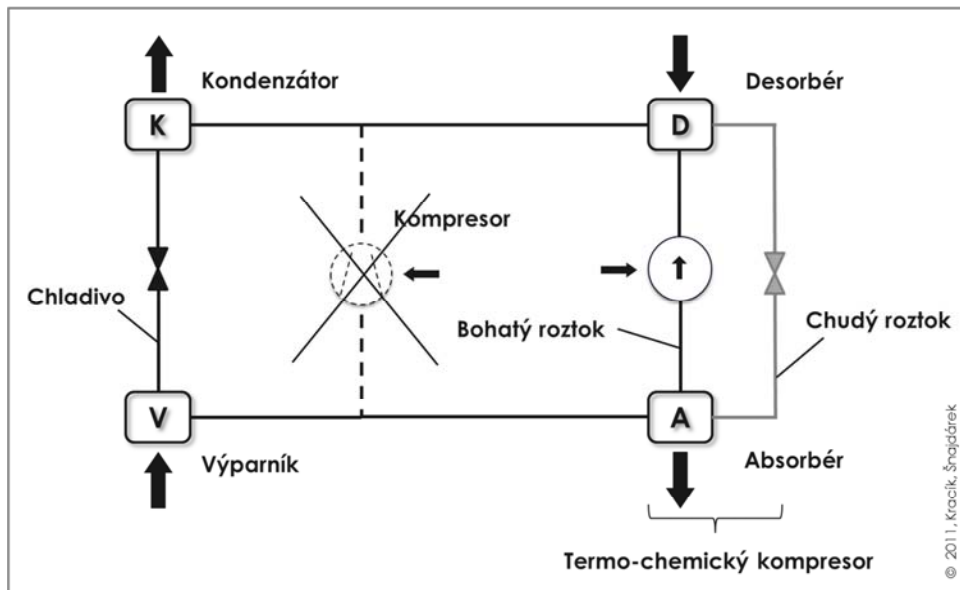 Kondenzátor
Desorbér
K
D
Kompresor
Chladivo
Bohatý roztok
Chudý roztok
V
A
Výparník
Absorbér
Termo-chemický kompresor
© 2011, Kracík, Šnajdárek